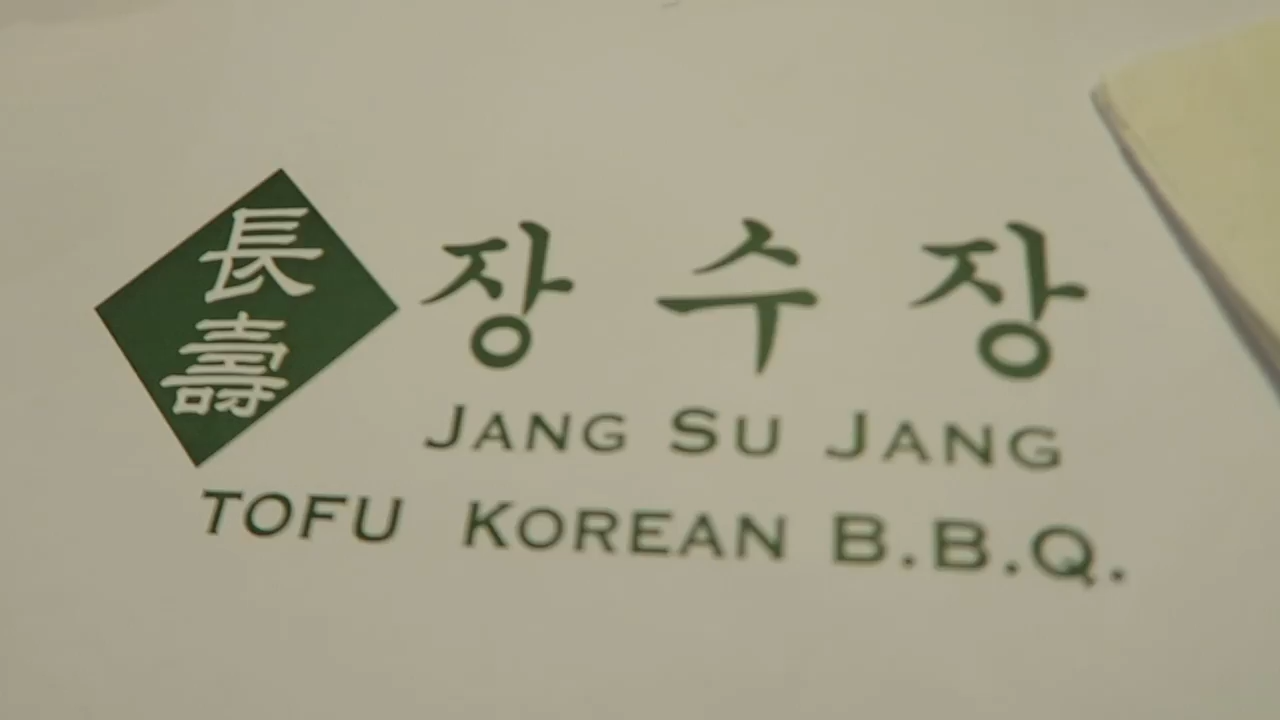 長壽
장수장
JANG SU JANG
TOFU KOREAN B.B.Q.